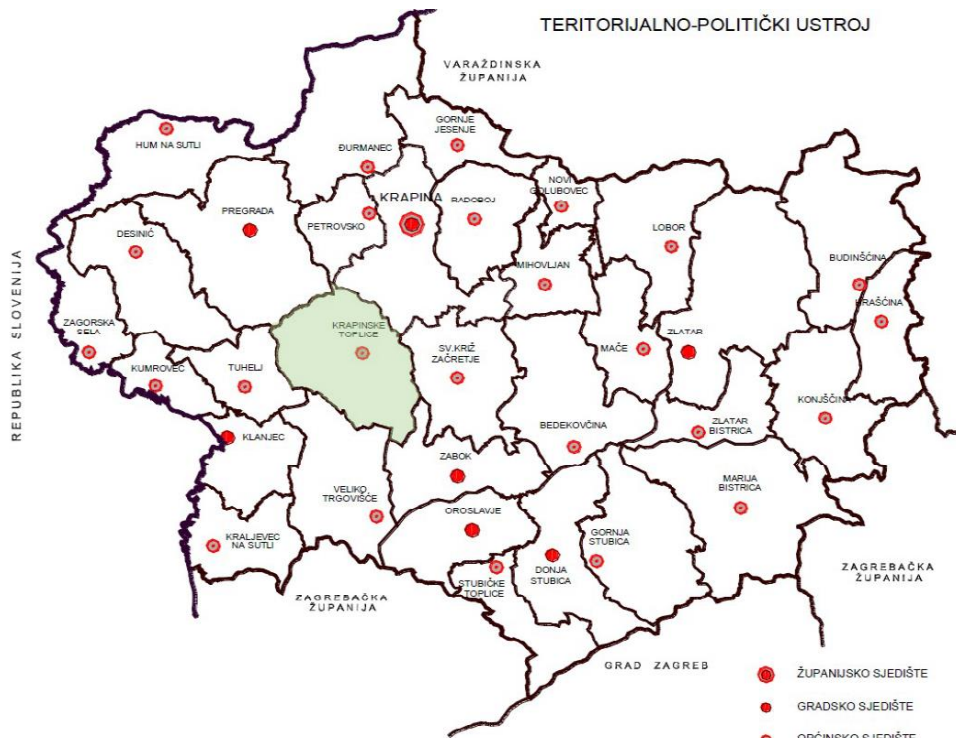 TERITORIJALNO-POLITIČKI USTROJ
VARAŽDINSKA
ŽUPANIJA
GORNJE
JESENJE
HUM NA SUTLI
ĐURMANEC
KRAPINA
RADOBOJ
NOVI
GOLUBOVEC
PREGRADA
PETROVSKO
DESINIĆ
LOBOR
MIHOVLJAN
BUDINŠĆINA
HRAŠĆINA
REPUBLIKA SLOVENIJA
ZAGORSKA
SELA
KRAPINSKE
TOPLICE
SV.KRIŽ
ZAČRETJE
MAČE
ZLATAR
KUMROVEC
TUHELJ
KONJŠĆINA
KLANJEC
BEDEKOVČINA
ZLATAR
BISTRICA
ZABOK
VELIKO
TRGOVIŠĆE
MARIJA
BISTRICA
OROSLAVJE
KRALJEVEC
NA SUTLI
GORNJA
STUBICA
DONJA
STUBICA
STUBIČKE
TOPLICE
ZAGREBAČKA
ŽUPANIJA
ZAGREBAČKA
ŽUPANIJA
GRAD ZAGREB
ŽUPANIJSKO SJEDIŠTE
GRADSKO SJEDIŠTE
OPĆINSKO SJEDIŠTE